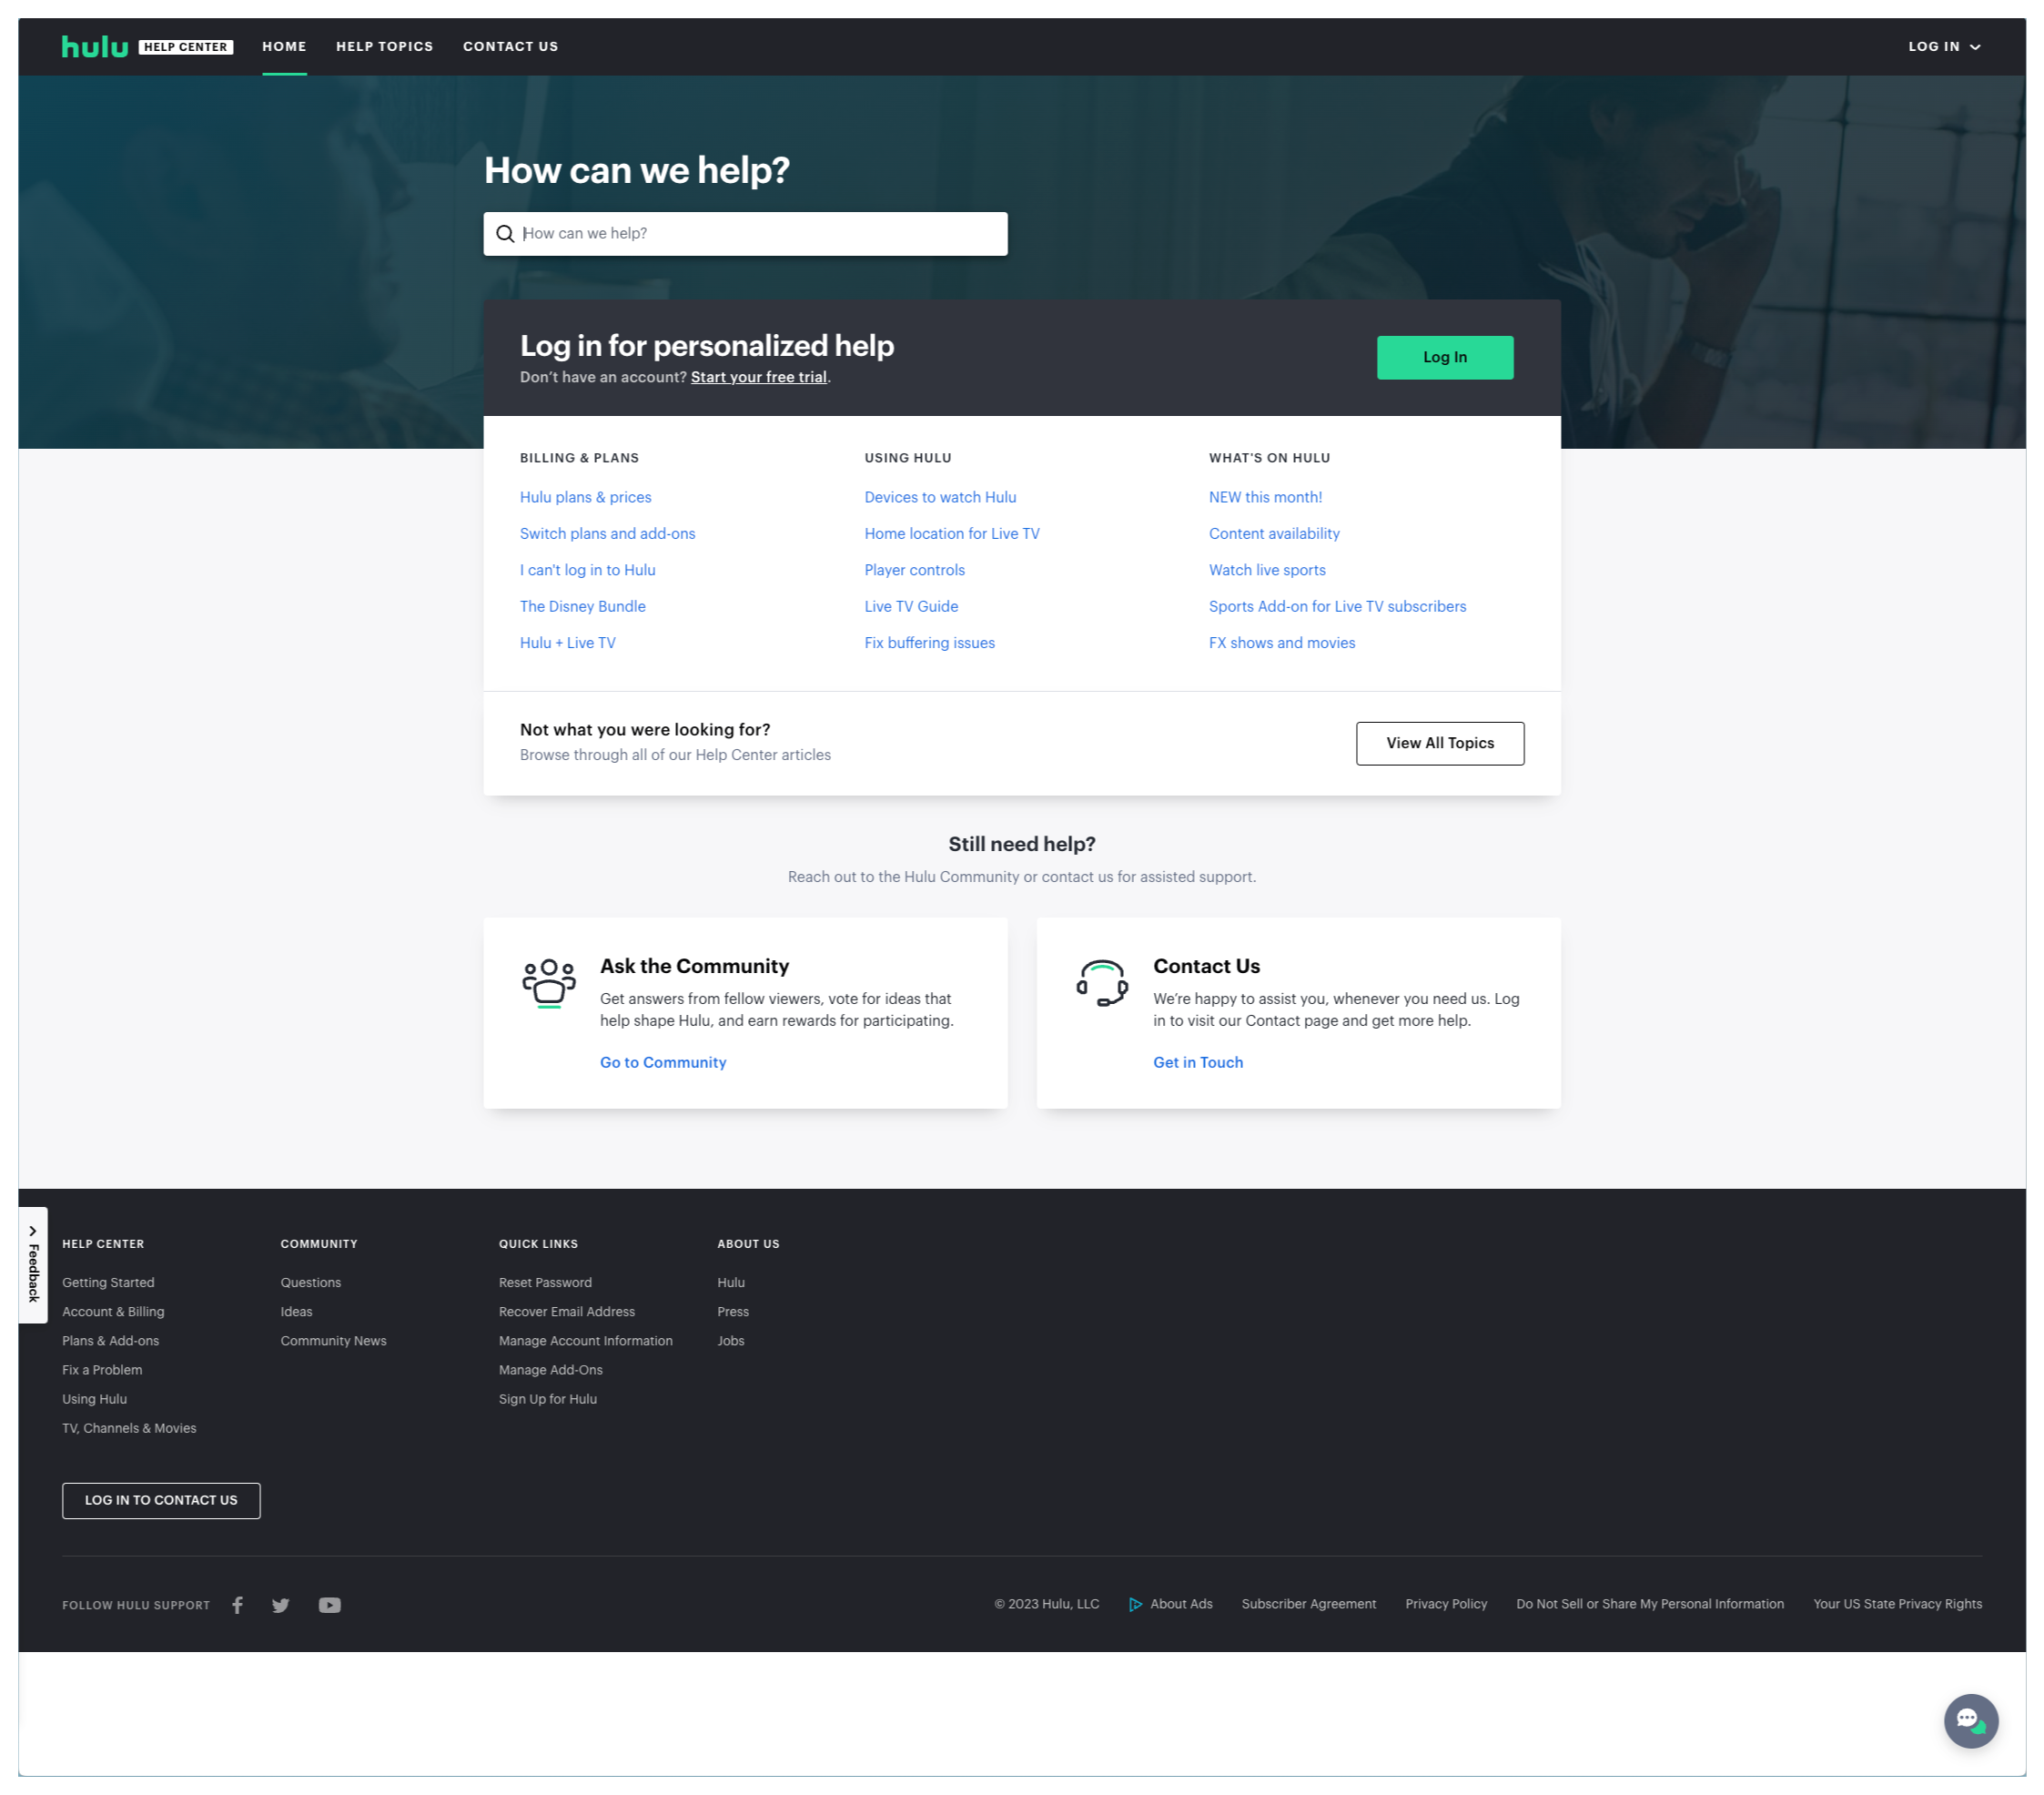 hulu HELP CENTER HOME HELP TOPICS CONTACT US LOG IN
How can we help?
How can we help?
Log in for personalized help
Don’t have an account? Start your free trial.
Log In
BILLING & PLANS
Hulu plans & prices
Switch plans and add-ons
I can't log in to Hulu
The Disney Bundle
Hulu + Live TV
USING HULU
Devices to watch Hulu
Home location for Live TV
Player controls
Live TV Guide
Fix buffering issues
WHAT'S ON HULU
NEW this month!
Content availability
Watch live sports
Sports Add-on for Live TV subscribers
FX shows and movies
Not what you were looking for?
Browse through all of our Help Center articles
View All Topics
Still need help?
Reach out to the Hulu Community or contact us for assisted support.
Ask the Community
Get answers from fellow viewers, vote for ideas that
help shape Hulu, and earn rewards for participating.
Go to Community
Contact Us
We’re happy to assist you, whenever you need us. Log
in to visit our Contact page and get more help.
Get in Touch
Feedback
HELP CENTER
Getting Started
Account & Billing
Plans & Add-ons
Fix a Problem
Using Hulu
TV, Channels & Movies
COMMUNITY
Questions
Ideas
Community News
QUICK LINKS
Reset Password
Recover Email Address
Manage Account Information
Manage Add-Ons
Sign Up for Hulu
ABOUT US
Hulu
Press
Jobs
LOG IN TO CONTACT US
FOLLOW HULU SUPPORT
© 2023 Hulu, LLC About Ads Subscriber Agreement Privacy Policy Do Not Sell or Share My Personal Information Your US State Privacy Rights